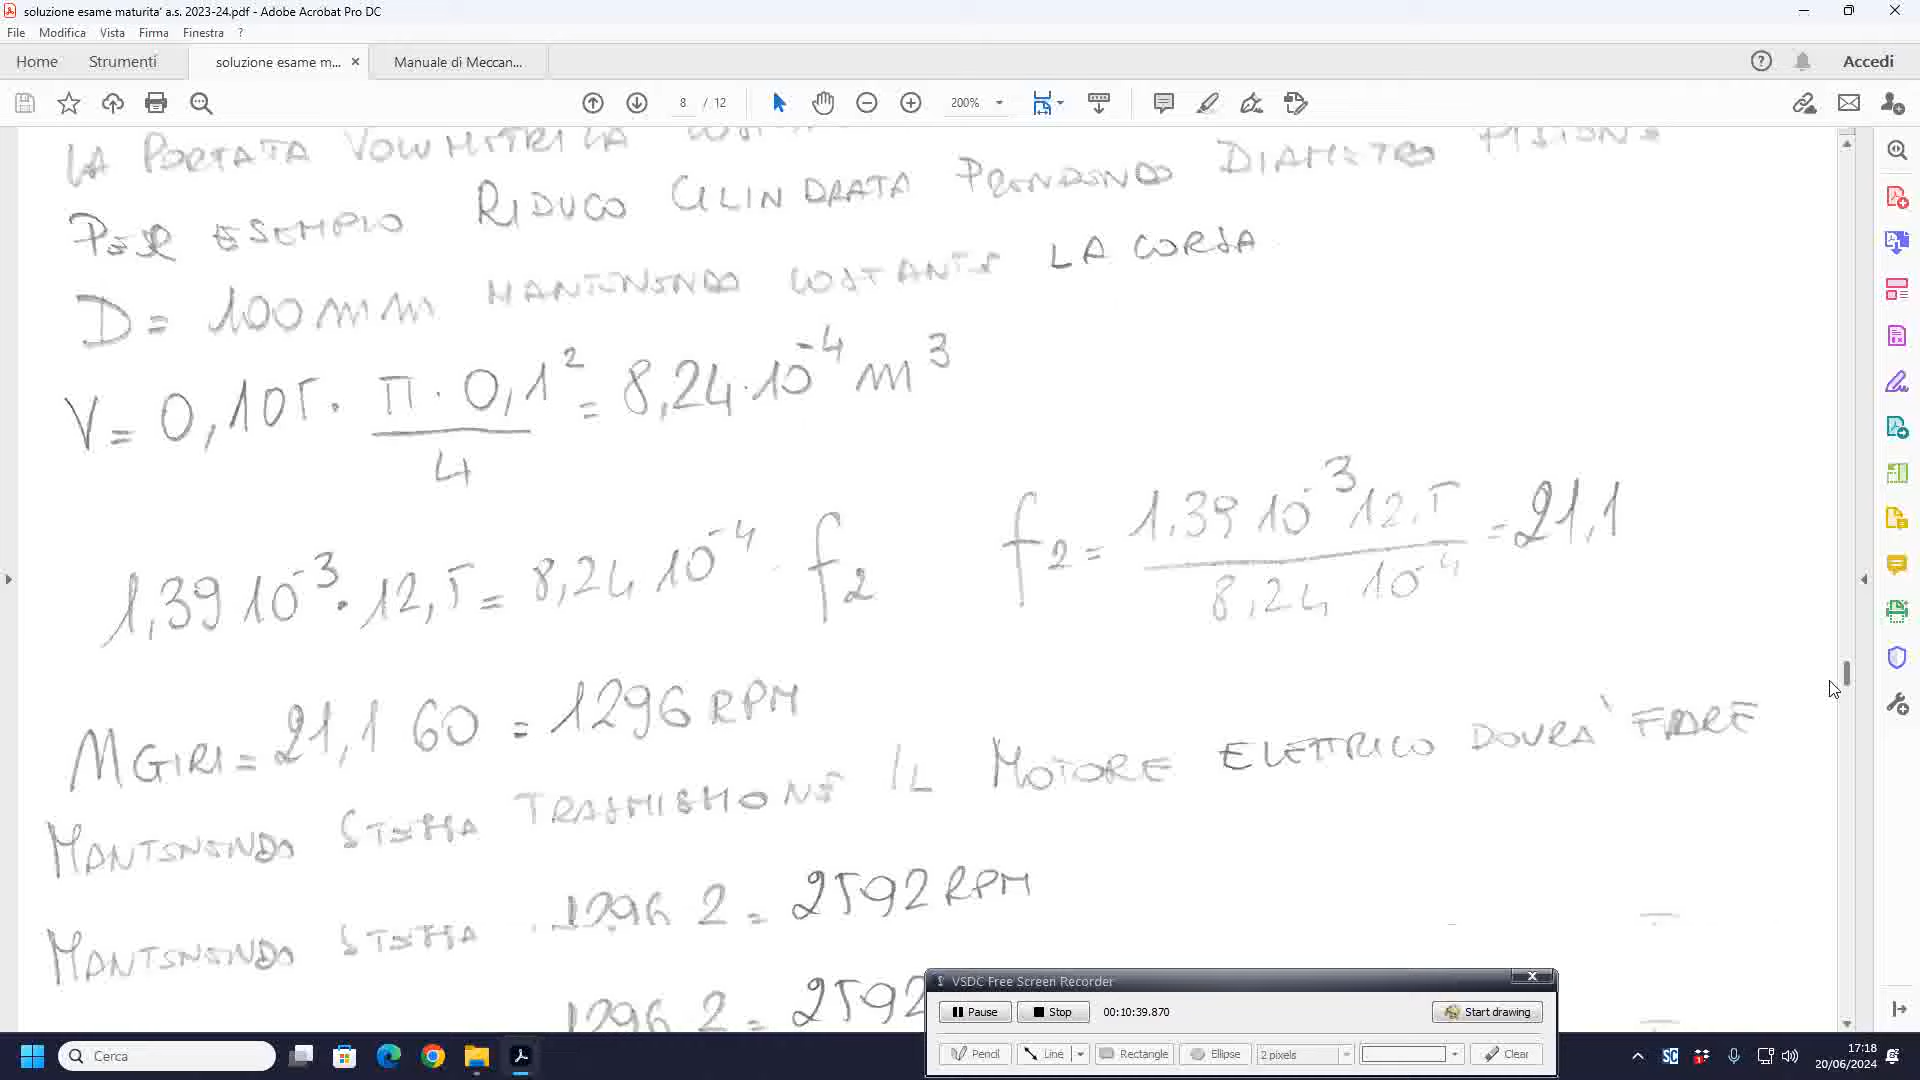 soluzione esame maturita' a.s. 2023-24.pdf - Adobe Acrobat Pro DC
File Modifica Vista Firma Finestra ?
Home Strumenti soluzione esame m... × Manuale di Meccan... Accedi
8 / 12 200%
LA PORTATA VOLUMETRICA DIAMETRO PISTONE
PER ESEMPIO RIDUCO CILINDRATA PRENDENDO
D = 100 mm MANTENENDO COSTANTE LA CORSA
V = 0,105 · π · 0,1² / 4 = 8,24 · 10⁻⁴ m³
1,39 10⁻³ · 12,5 = 8,24 10⁻⁴ · f₂ f₂ = 1,39 10⁻³ 12,5 / 8,24 10⁻⁴ = 21,1
M GIRI = 21,1 60 = 1296 RPM
MANTENENDO STESSA TRASMISSIONE IL MOTORE ELETTRICO DOVRA' FARE
1296 2 = 2592 RPM
MANTENENDO STESSA
1296 2 = 2592
VSDC Free Screen Recorder
Pause Stop 00:10:39.870 Start drawing
Pencil Line Rectangle Ellipse 2 pixels Clear
Cerca
17:18
20/06/2024